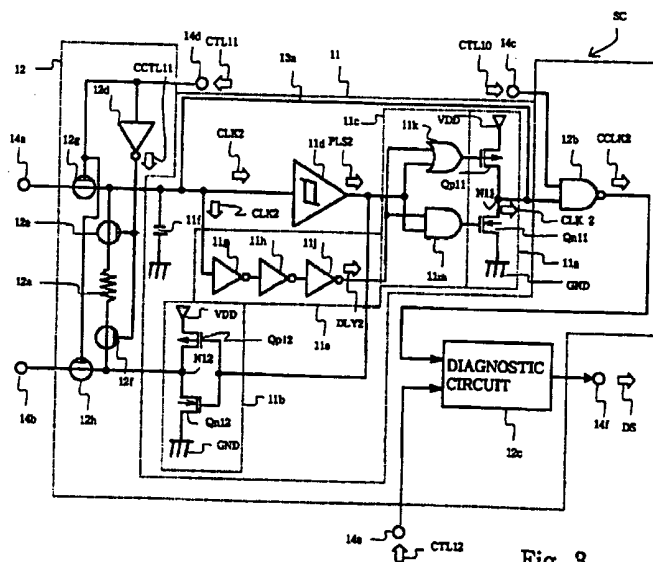 SC
14d
CTL11
CCTL11
13a
11
CTL10
14c
12
12d
11c
11k
VDD
12b
CCLK2
14a
12g
CLK2
11d
PLS2
Qp11
N11
CLK 2
12e
CLK2
11f
11g
11h
11j
Qn11
12a
DLY2
11m
GND
11a
VDD
11e
Qp12
N12
12f
14b
12h
Qn12
11b
GND
DIAGNOSTIC
CIRCUIT
12c
14f
DS
14e
CTL12
Fig. 8